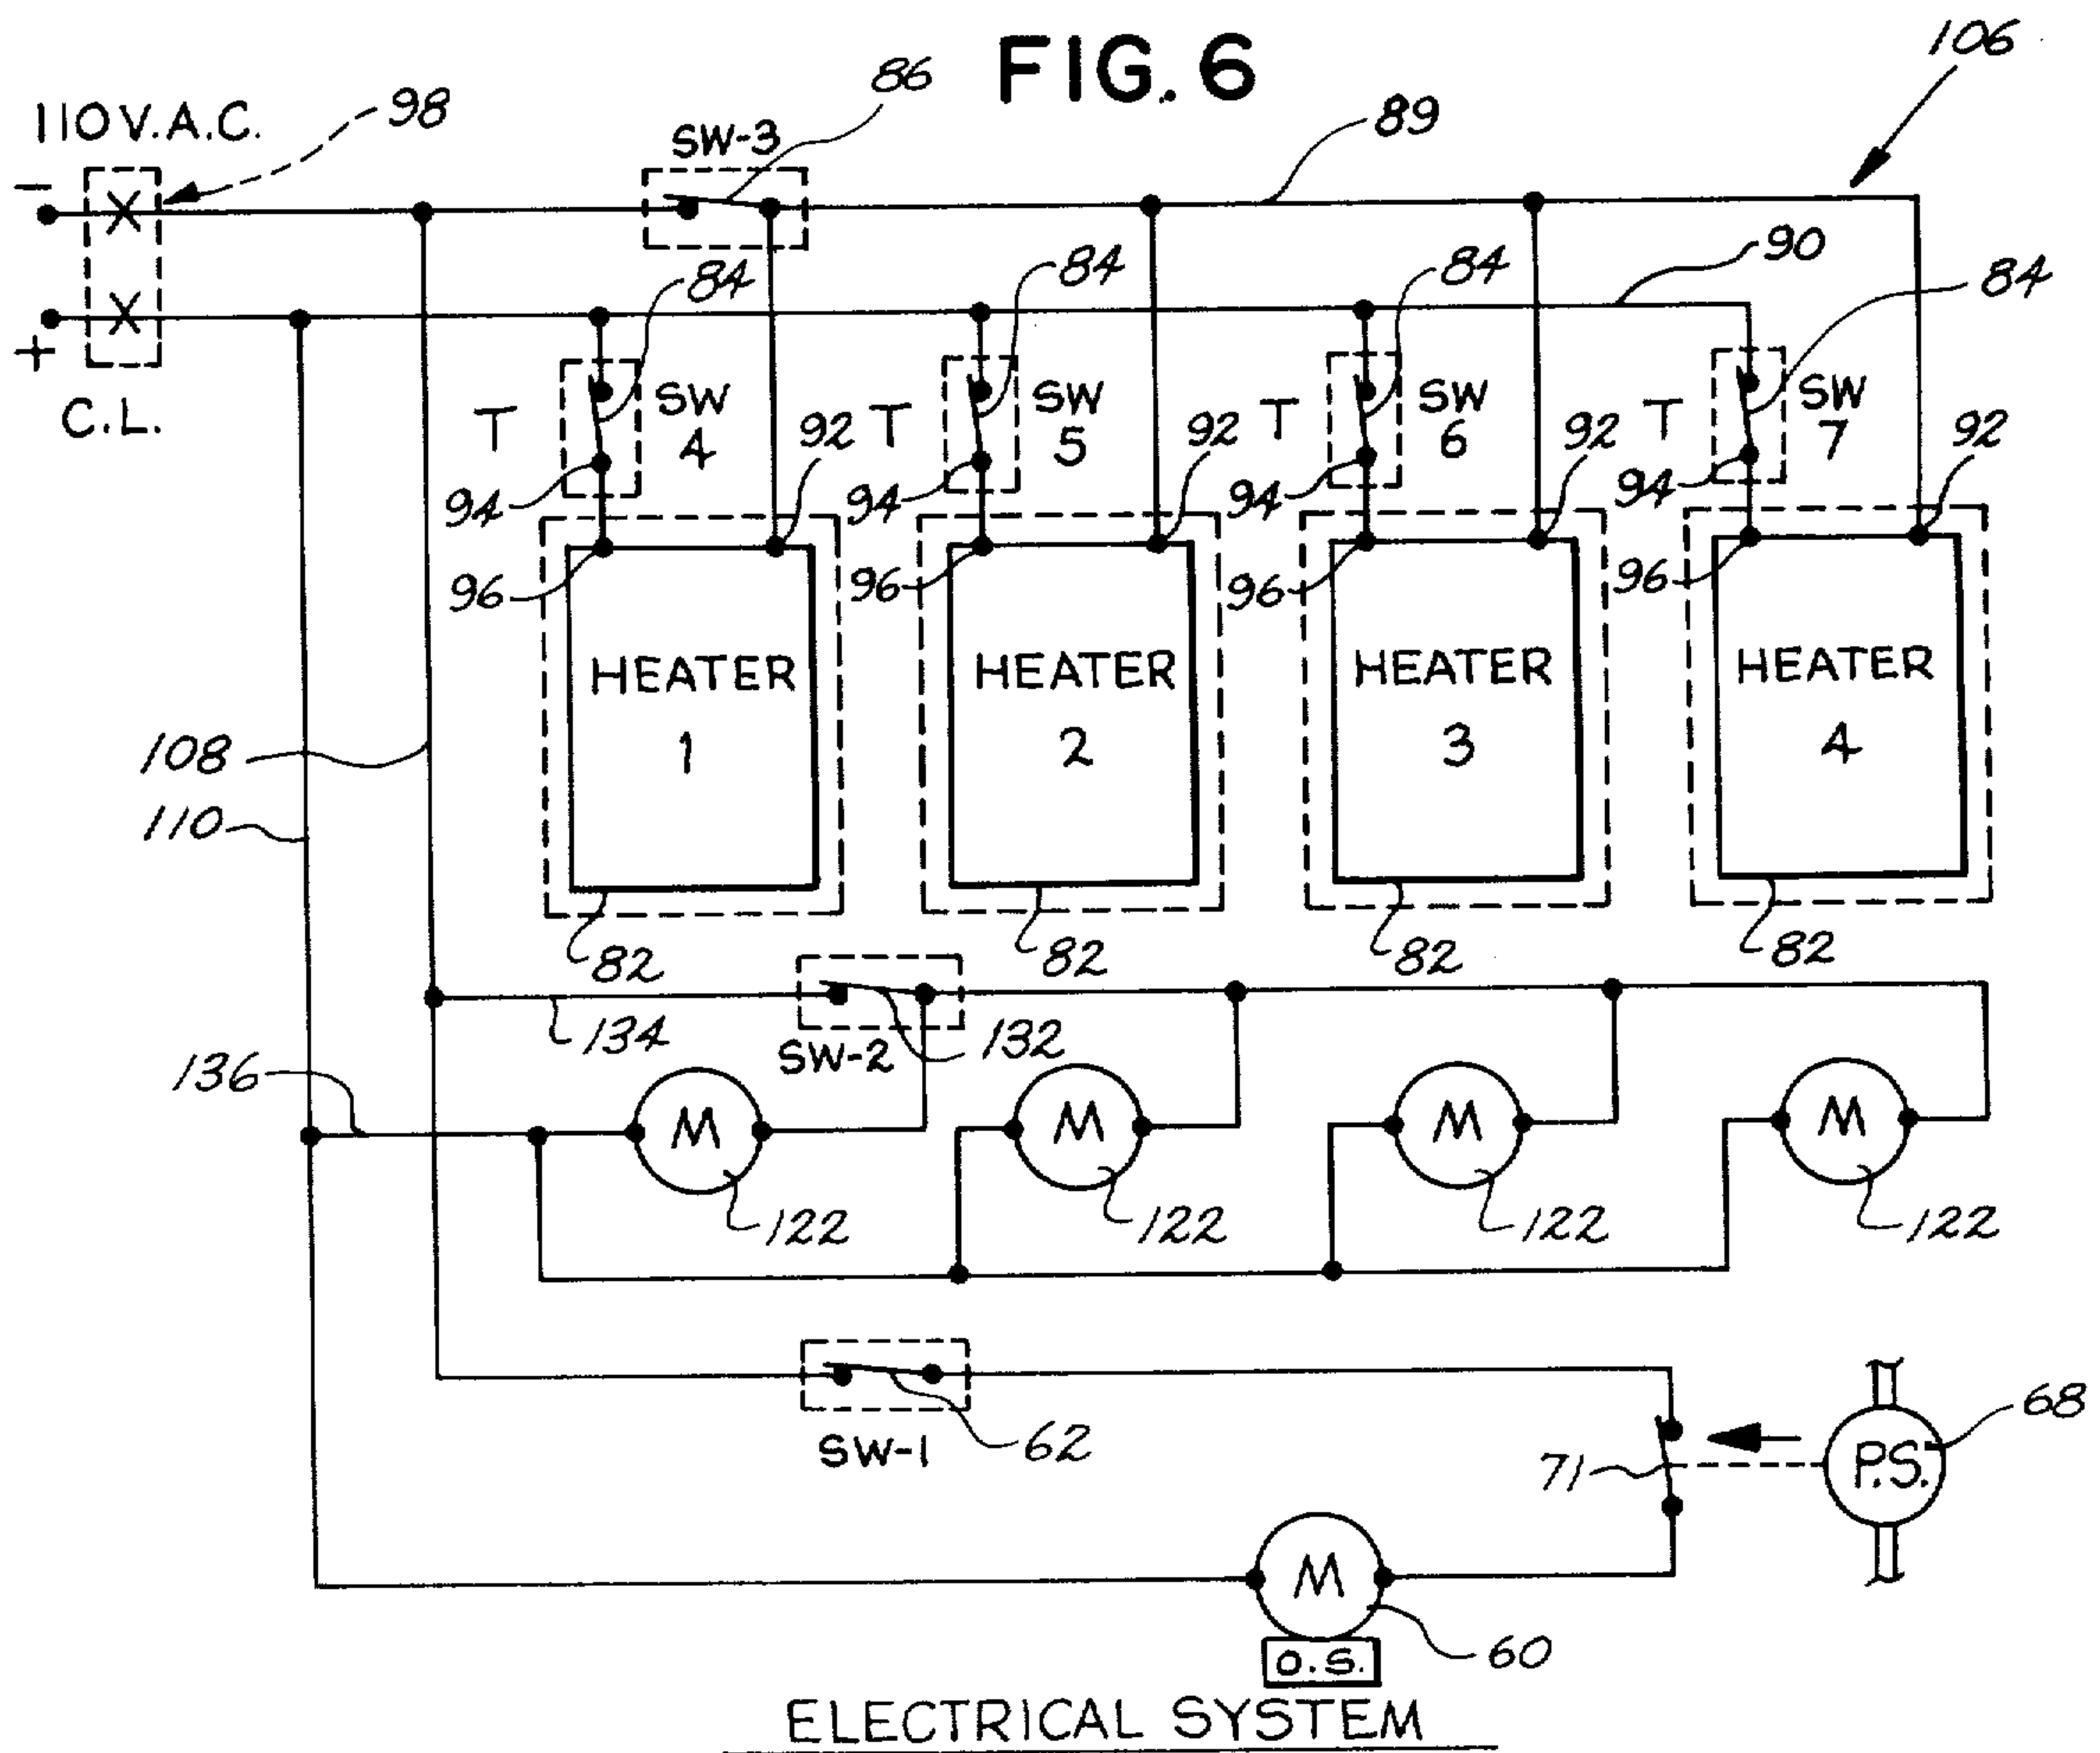 FIG. 6
106
110 V.A.C.
98
SW-3
86
89
−
+
C.L.
90
84
84
84
84
T
SW
4
T
SW
5
T
SW
6
T
SW
7
92
92
92
92
94
94
94
94
96
96
96
96
HEATER
1
HEATER
2
HEATER
3
HEATER
4
108
110
82
82
82
82
134
SW-2
132
136
M
M
M
M
122
122
122
122
SW-1
62
71
P.S.
68
M
O.S.
60
ELECTRICAL SYSTEM